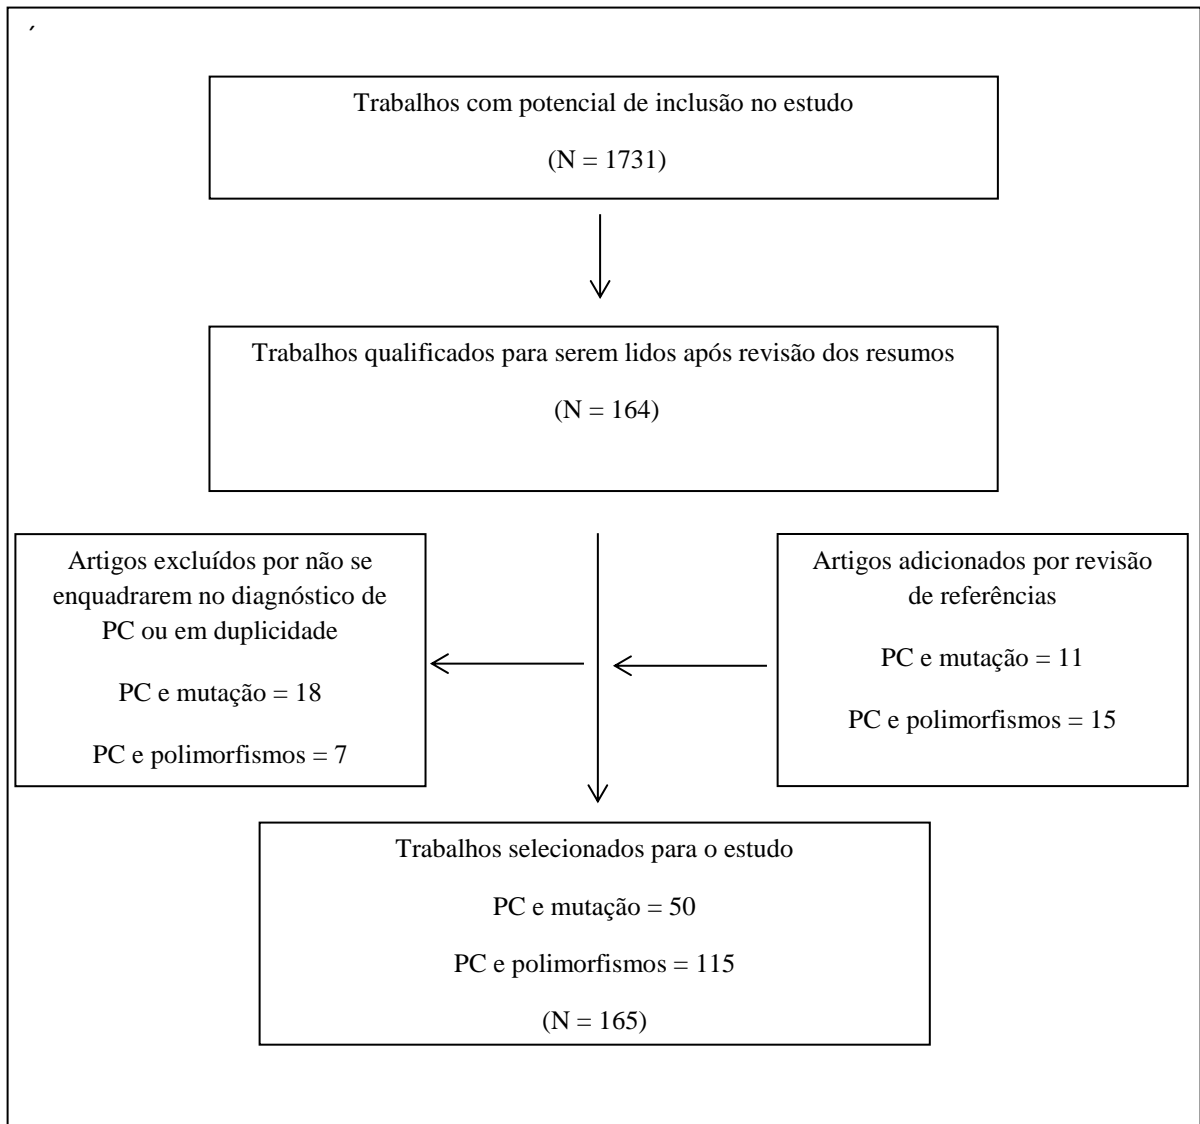 ´
Trabalhos com potencial de inclusão no estudo
(N = 1731)
Trabalhos qualificados para serem lidos após revisão dos resumos
(N = 164)
Artigos excluídos por não se
enquadrarem no diagnóstico de
PC ou em duplicidade
PC e mutação = 18
PC e polimorfismos = 7
Artigos adicionados por revisão
de referências
PC e mutação = 11
PC e polimorfismos = 15
Trabalhos selecionados para o estudo
PC e mutação = 50
PC e polimorfismos = 115
(N = 165)